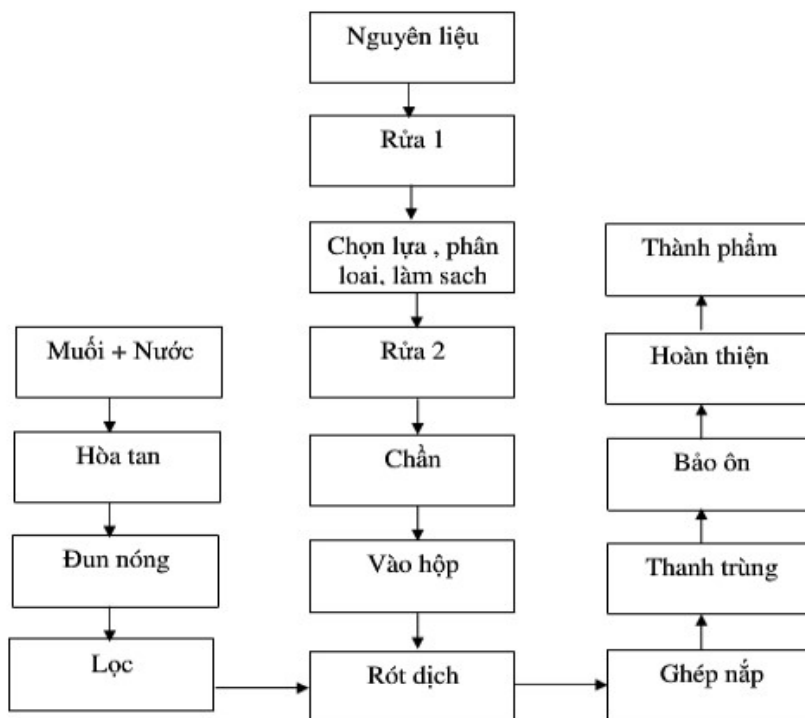 Nguyên liệu
Rửa 1
Chọn lựa , phân
loai, làm sach
Rửa 2
Chần
Vào hộp
Rót dịch
Muối + Nước
Hòa tan
Đun nóng
Lọc
Thành phẩm
Hoàn thiện
Bảo ôn
Thanh trùng
Ghép nắp